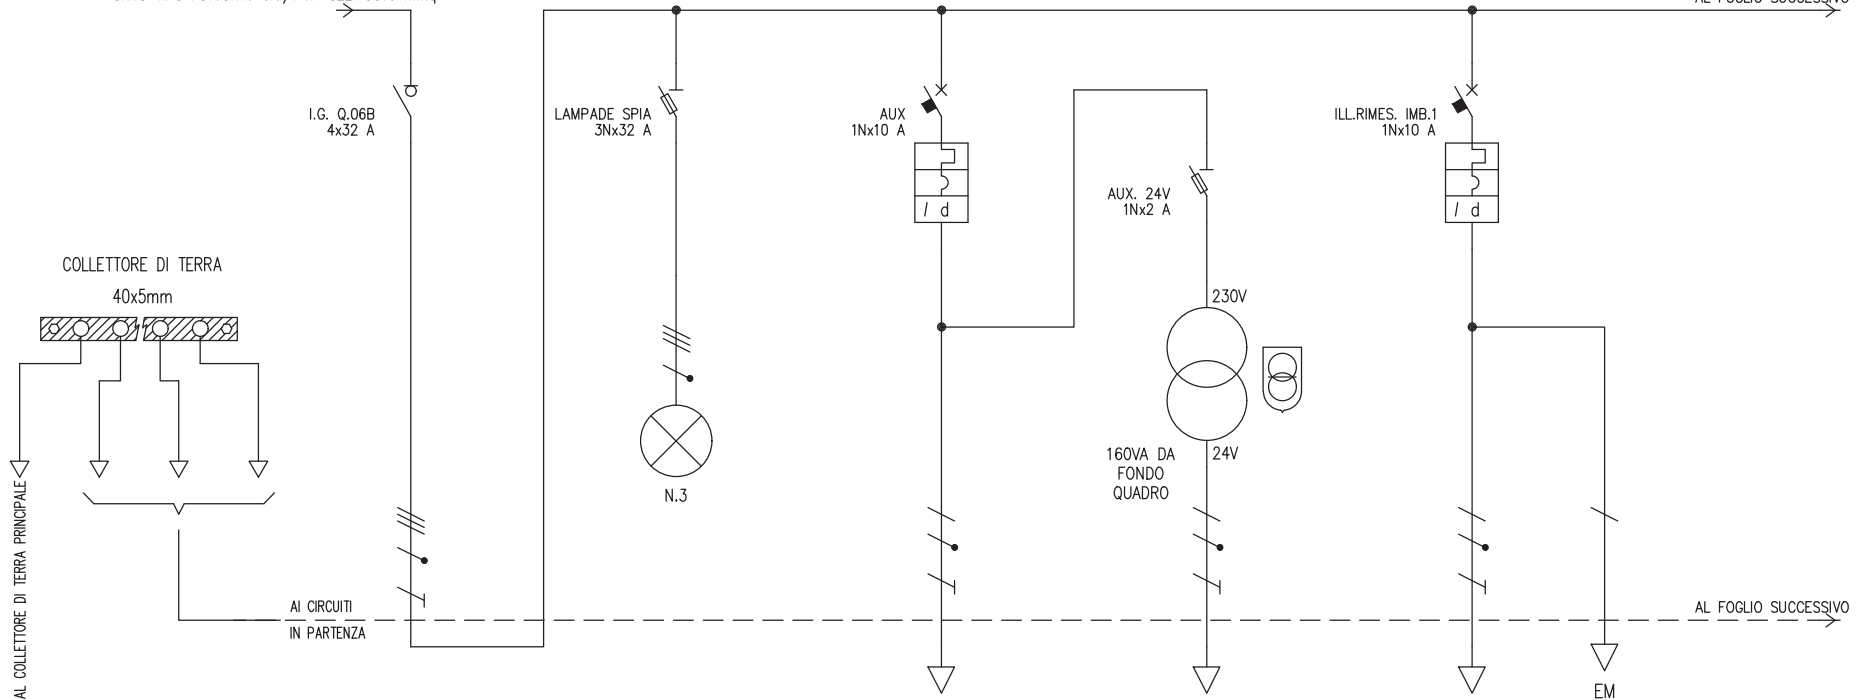 AL FOGLIO SUCCESSIVO
I.G. Q.06B
4x32 A
LAMPADE SPIA
3Nx32 A
AUX
1Nx10 A
ILL.RIMES. IMB.1
1Nx10 A
I d
AUX. 24V
1Nx2 A
I d
COLLETTORE DI TERRA
40x5mm
230V
160VA DA
FONDO
QUADRO
24V
N.3
AL COLLETTORE DI TERRA PRINCIPALE
AI CIRCUITI
IN PARTENZA
AL FOGLIO SUCCESSIVO
EM